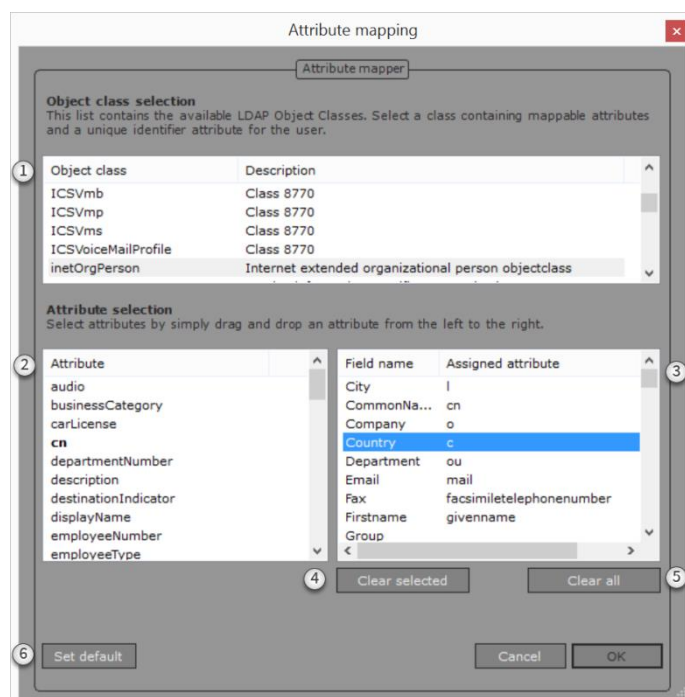 Attribute mapping
×
Attribute mapper
Object class selection
This list contains the available LDAP Object Classes. Select a class containing mappable attributes
and a unique identifier attribute for the user.
1
Object class Description
ICSVmb Class 8770
ICSVmp Class 8770
ICSVms Class 8770
ICSVoiceMailProfile Class 8770
inetOrgPerson Internet extended organizational person objectclass
Attribute selection
Select attributes by simply drag and drop an attribute from the left to the right.
2
Attribute
audio
businessCategory
carLicense
cn
departmentNumber
description
destinationIndicator
displayName
employeeNumber
employeeType
3
Field name Assigned attribute
City l
CommonNa... cn
Company o
Country c
Department ou
Email mail
Fax facsimiletelephonenumber
Firstname givenname
Group
4
Clear selected
Clear all
5
6
Set default
Cancel
OK